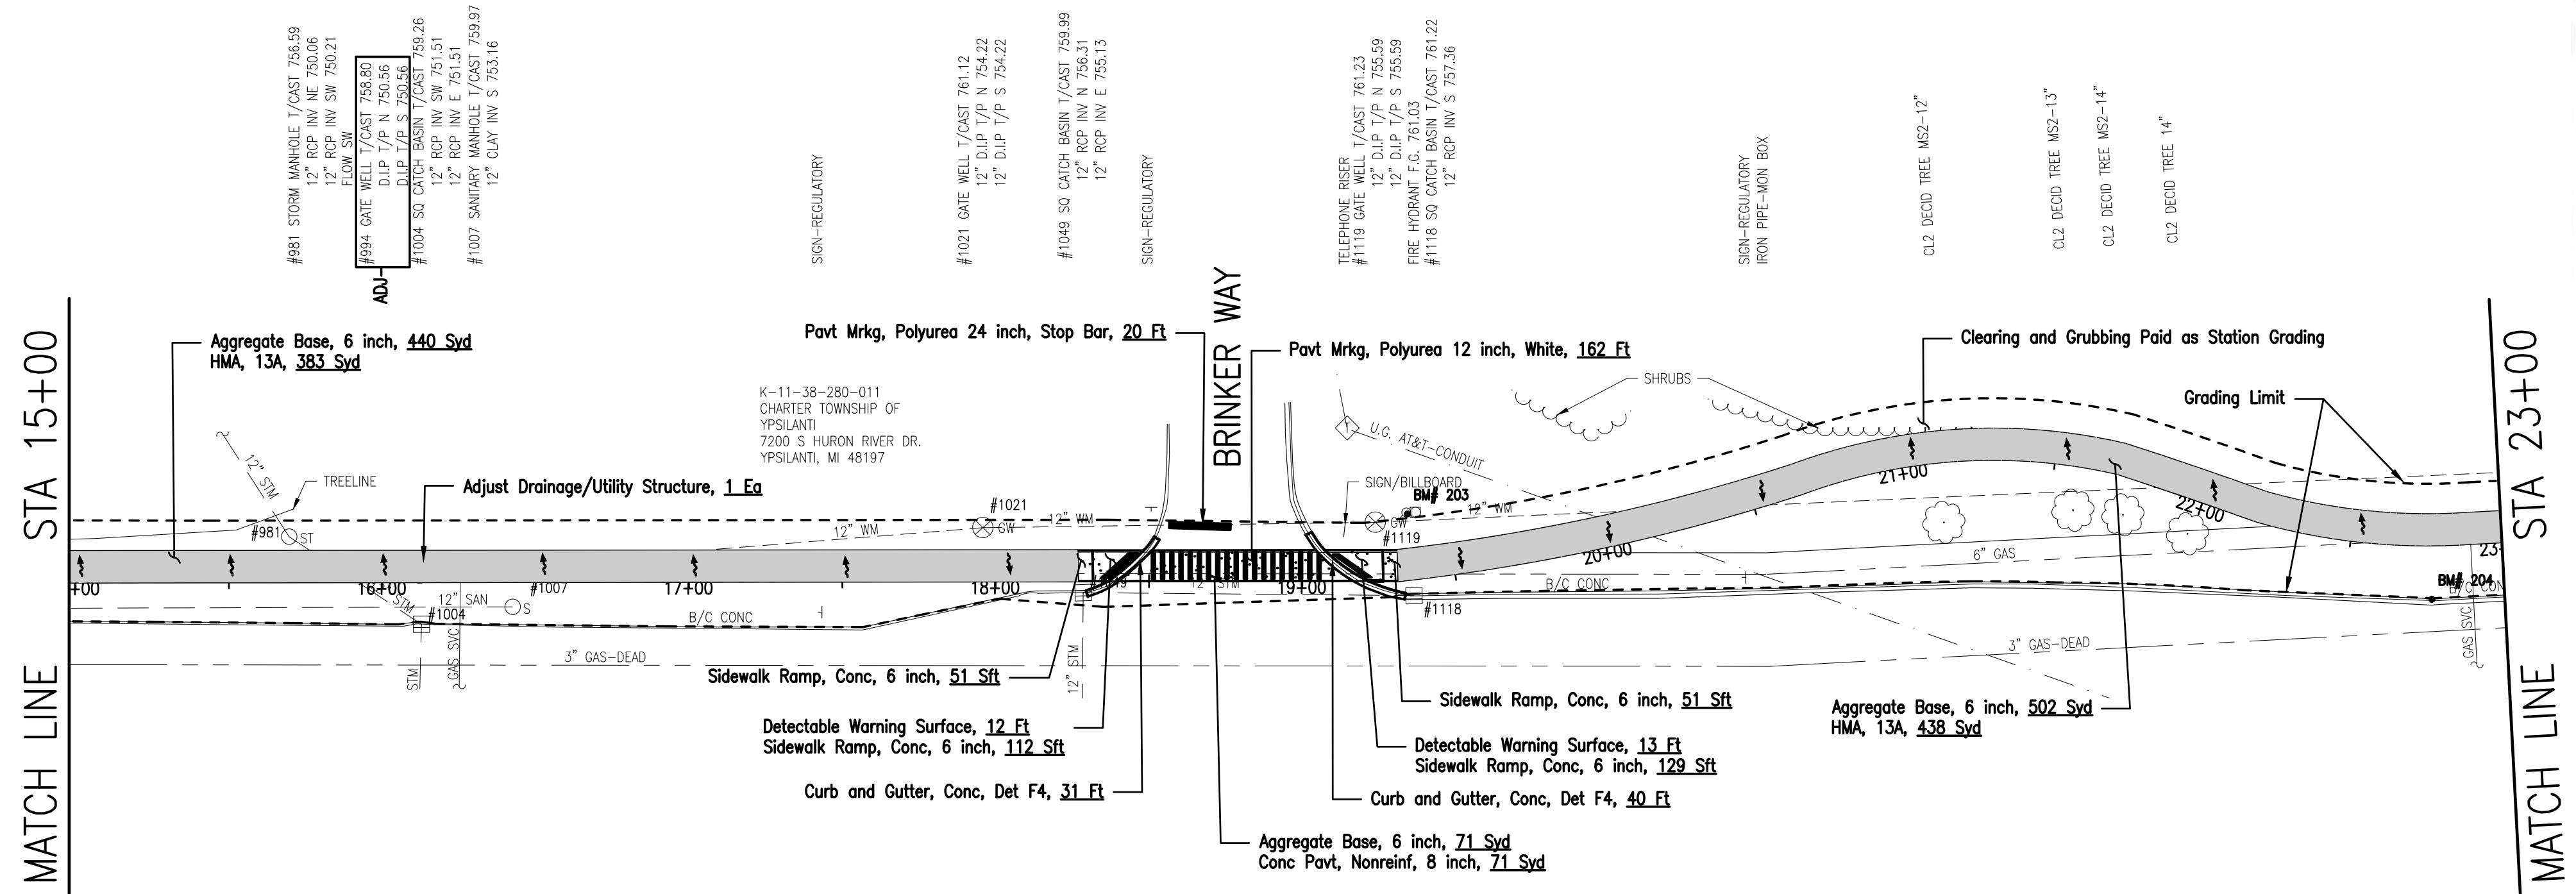 #981 STORM MANHOLE T/CAST 756.59
12" RCP INV NE 750.06
12" RCP INV SW 750.21
FLOW SW
#994 GATE WELL T/CAST 758.80
D.I.P T/P N 750.56
D.I.P T/P S 750.56
#1004 SQ CATCH BASIN T/CAST 759.26
12" RCP INV SW 751.51
12" RCP INV E 751.51
#1007 SANITARY MANHOLE T/CAST 759.97
12" CLAY INV S 753.16
ADJ
SIGN-REGULATORY
#1021 GATE WELL T/CAST 761.12
12" D.I.P T/P N 754.22
12" D.I.P T/P S 754.22
#1049 SQ CATCH BASIN T/CAST 759.99
12" RCP INV N 756.31
12" RCP INV E 755.13
SIGN-REGULATORY
TELEPHONE RISER
#1119 GATE WELL T/CAST 761.23
12" D.I.P T/P N 755.59
12" D.I.P T/P S 755.59
FIRE HYDRANT F.G. 761.03
#1118 SQ CATCH BASIN T/CAST 761.22
12" RCP INV S 757.36
SIGN-REGULATORY
IRON PIPE-MON BOX
CL2 DECID TREE MS2-12"
CL2 DECID TREE MS2-13"
CL2 DECID TREE MS2-14"
CL2 DECID TREE 14"
MATCH LINE STA 15+00
Aggregate Base, 6 inch, 440 Syd
HMA, 13A, 383 Syd
Pavt Mrkg, Polyurea 24 inch, Stop Bar, 20 Ft
BRINKER WAY
Pavt Mrkg, Polyurea 12 inch, White, 162 Ft
Clearing and Grubbing Paid as Station Grading
SHRUBS
Grading Limit
K-11-38-280-011
CHARTER TOWNSHIP OF
YPSILANTI
7200 S HURON RIVER DR.
YPSILANTI, MI 48197
12" STM
TREELINE
Adjust Drainage/Utility Structure, 1 Ea
T
U.G. AT&T-CONDUIT
SIGN/BILLBOARD
BM# 203
#981
ST
12" WM
#1021
GW
12" WM
GW
#1119
12" WM
21+00
22+00
20+00
6" GAS
23+
+00
16+00
17+00
18+00
19+00
12" STM
#1007
12" SAN
S
STM
#1004
B/C CONC
B/C CONC
BM# 204
B/C CON
#1118
3" GAS-DEAD
3" GAS-DEAD
STM
GAS SVC
12" STM
GAS SVC
Sidewalk Ramp, Conc, 6 inch, 51 Sft
Sidewalk Ramp, Conc, 6 inch, 51 Sft
Detectable Warning Surface, 12 Ft
Sidewalk Ramp, Conc, 6 inch, 112 Sft
Detectable Warning Surface, 13 Ft
Sidewalk Ramp, Conc, 6 inch, 129 Sft
Aggregate Base, 6 inch, 502 Syd
HMA, 13A, 438 Syd
Curb and Gutter, Conc, Det F4, 31 Ft
Curb and Gutter, Conc, Det F4, 40 Ft
Aggregate Base, 6 inch, 71 Syd
Conc Pavt, Nonreinf, 8 inch, 71 Syd
MATCH LINE STA 23+00